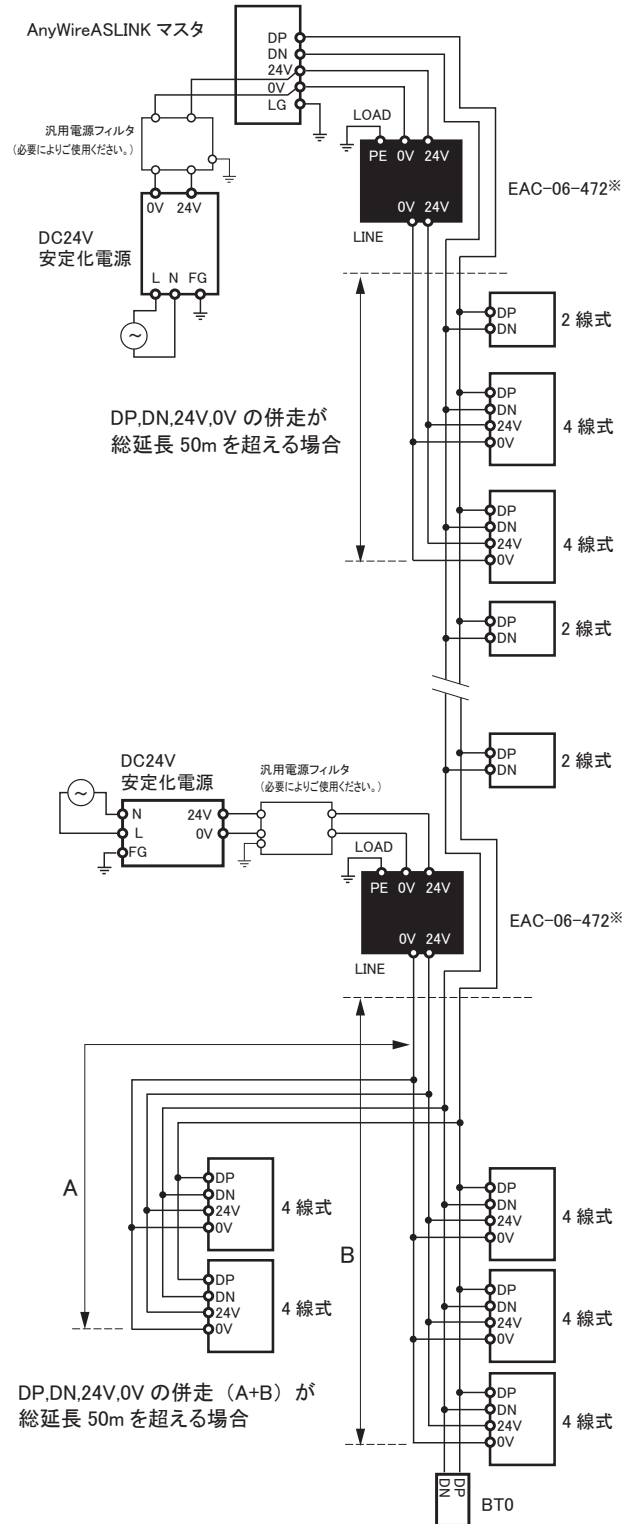 AnyWireASLINK マスタ
DP
DN
24V
0V
LG
汎用電源フィルタ
(必要によりご使用ください。)
0V 24V
DC24V
安定化電源
L N FG
~
LOAD
PE 0V 24V
0V 24V
LINE
EAC-06-472※
DP,DN,24V,0V の併走が
総延長 50m を超える場合
DP
DN
2 線式
DP
DN
24V
0V
4 線式
DP
DN
24V
0V
4 線式
DP
DN
2 線式
DP
DN
2 線式
DC24V
安定化電源
~
N
L
FG
24V
0V
汎用電源フィルタ
(必要によりご使用ください。)
LOAD
PE 0V 24V
0V 24V
LINE
EAC-06-472※
A
B
DP
DN
24V
0V
4 線式
DP
DN
24V
0V
4 線式
DP,DN,24V,0V の併走（A+B）が
総延長 50m を超える場合
DP
DN
24V
0V
4 線式
DP
DN
24V
0V
4 線式
DP
DN
24V
0V
4 線式
DP
DN
BT0